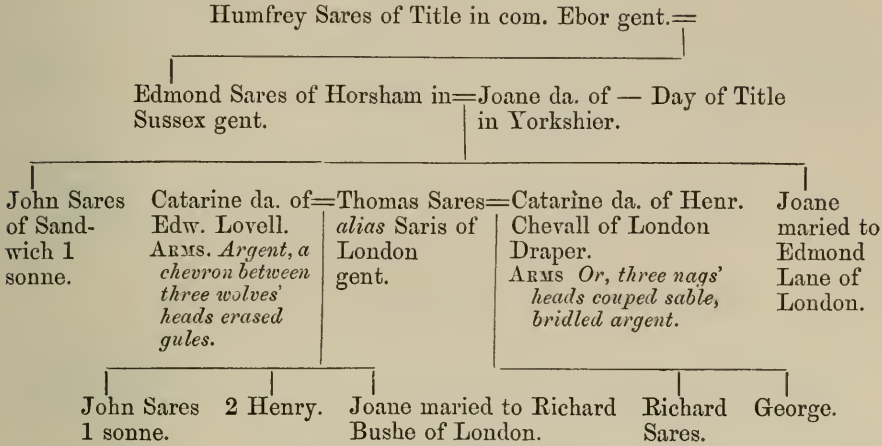 Humfrey Sares of Title in com. Ebor gent.=
Edmond Sares of Horsham in=Joane da. of — Day of Title
Sussex gent.
in Yorkshier.
John Sares
of Sand-
wich 1
sonne.
Catarine da. of=Thomas Sares=Catarine da. of Henr.
Edw. Lovell.
ARMS. Argent, a
chevron between
three wolves'
heads erased
gules.
alias Saris of
London
gent.
Chevall of London
Draper.
ARMS Or, three nags'
heads couped sable,
bridled argent.
Joane
maried to
Edmond
Lane of
London.
John Sares
1 sonne.
2 Henry.
Joane maried to Richard
Bushe of London.
Richard
Sares.
George.